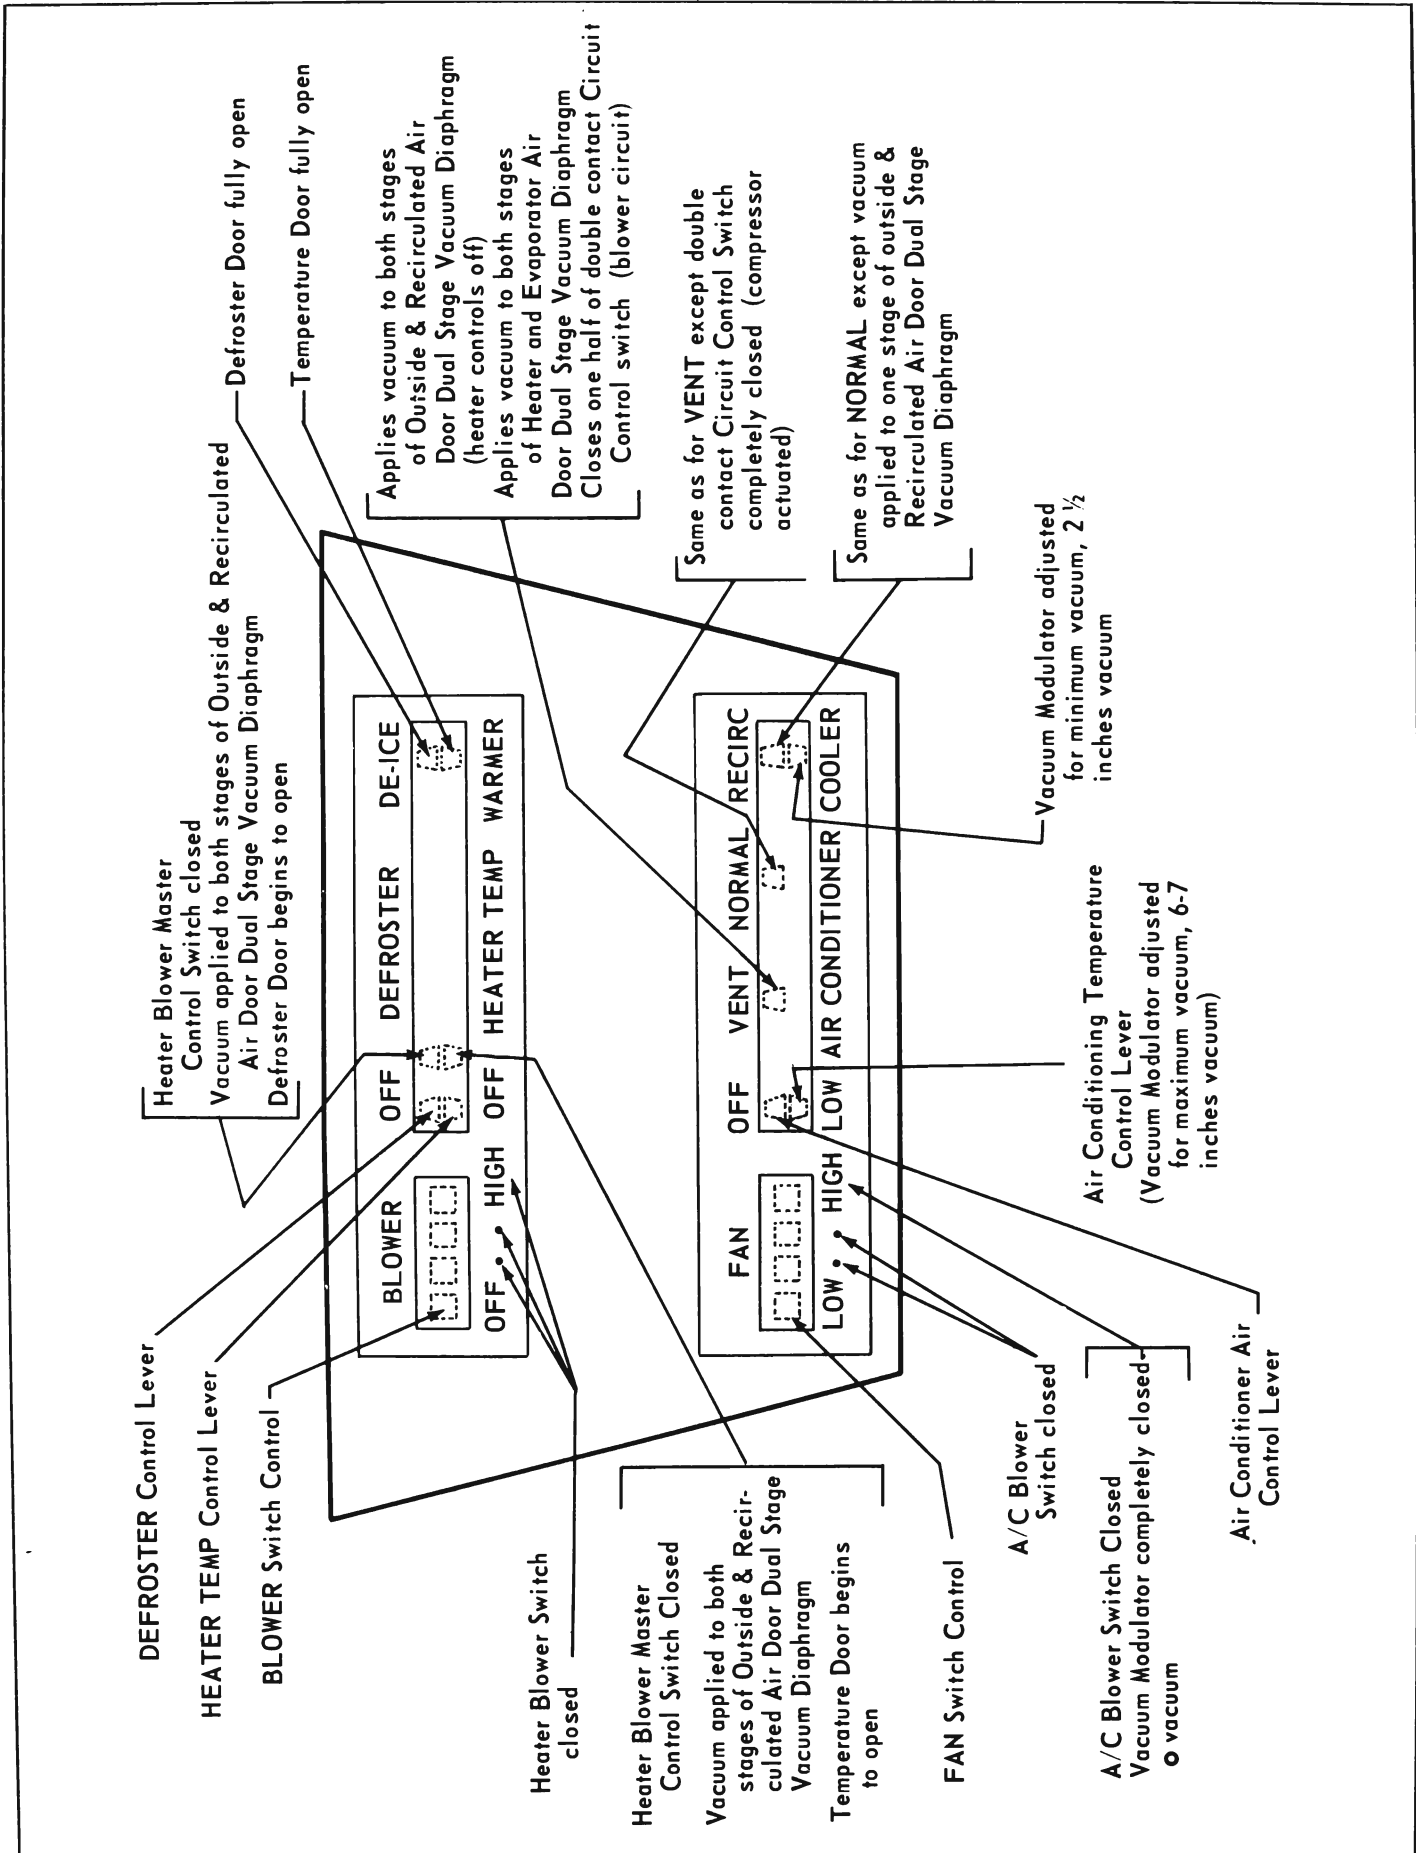 DEFROSTER Control Lever
HEATER TEMP Control Lever
BLOWER Switch Control
Heater Blower Master
Control Switch closed
Vacuum applied to both stages of Outside & Recirculated
Air Door Dual Stage Vacuum Diaphragm
Defroster Door begins to open
Defroster Door fully open
Temperature Door fully open
Applies vacuum to both stages
of Outside & Recirculated Air
Door Dual Stage Vacuum Diaphragm
(heater controls off)
Applies vacuum to both stages
of Heater and Evaporator Air
Door Dual Stage Vacuum Diaphragm
Closes one half of double contact Circuit
Control switch (blower circuit)
Same as for VENT except double
contact Circuit Control Switch
completely closed (compressor
actuated)
Same as for NORMAL except vacuum
applied to one stage of outside &
Recirculated Air Door Dual Stage
Vacuum Diaphragm
Vacuum Modulator adjusted
for minimum vacuum, 2 ½
inches vacuum
BLOWER OFF DEFROSTER DE-ICE
OFF • • HIGH OFF HEATER TEMP WARMER
FAN OFF VENT NORMAL RECIRC
LOW • • HIGH LOW AIR CONDITIONER COOLER
Heater Blower Switch
closed
Heater Blower Master
Control Switch Closed
Vacuum applied to both
stages of Outside & Recir-
culated Air Door Dual Stage
Vacuum Diaphragm
Temperature Door begins
to open
FAN Switch Control
A/C Blower
Switch closed
A/C Blower Switch Closed
Vacuum Modulator completely closed-
o vacuum
Air Conditioning Temperature
Control Lever
(Vacuum Modulator adjusted
for maximum vacuum, 6-7
inches vacuum)
Air Conditioner Air
Control Lever